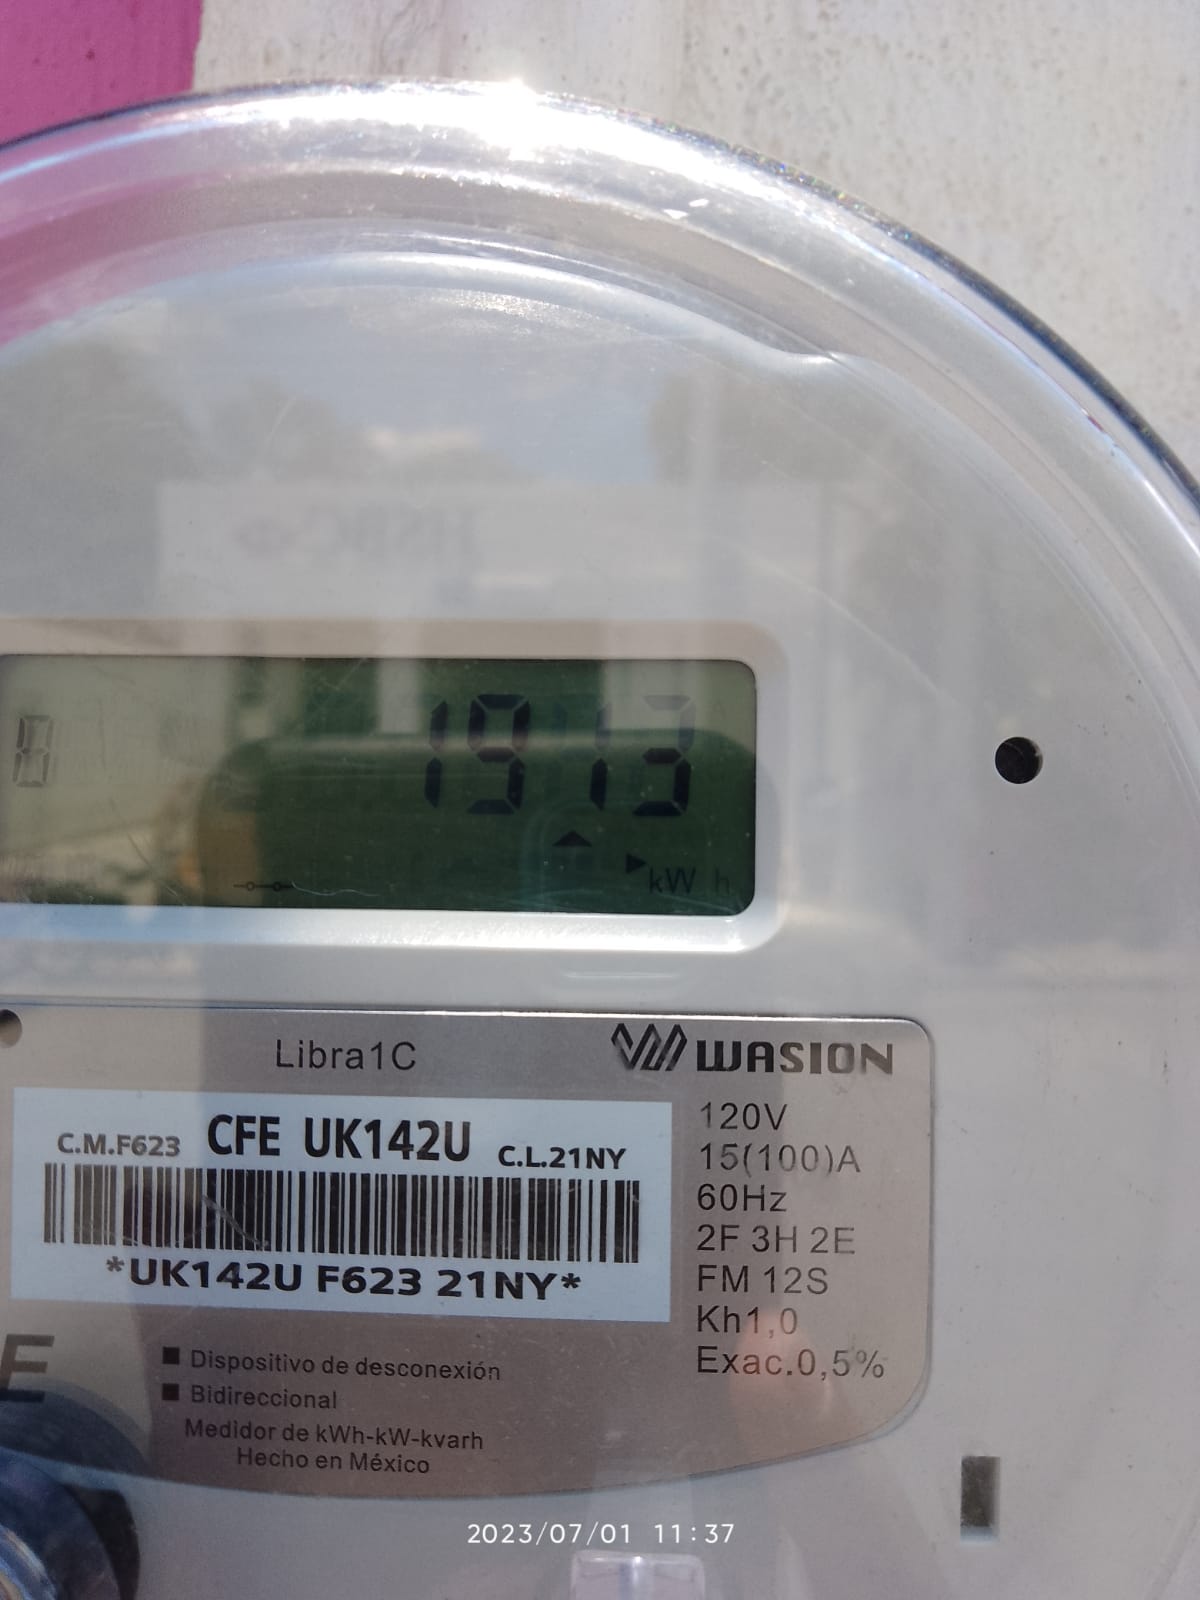 8
1913
kW h
Libra1C
WASION
C.M.F623 CFE UK142U C.L.21NY
*UK142U F623 21NY*
120V
15(100)A
60Hz
2F 3H 2E
FM 12S
Kh1,0
Exac.0,5%
E
Dispositivo de desconexión
Bidireccional
Medidor de kWh-kW-kvarh
Hecho en México
2023/07/01 11:37